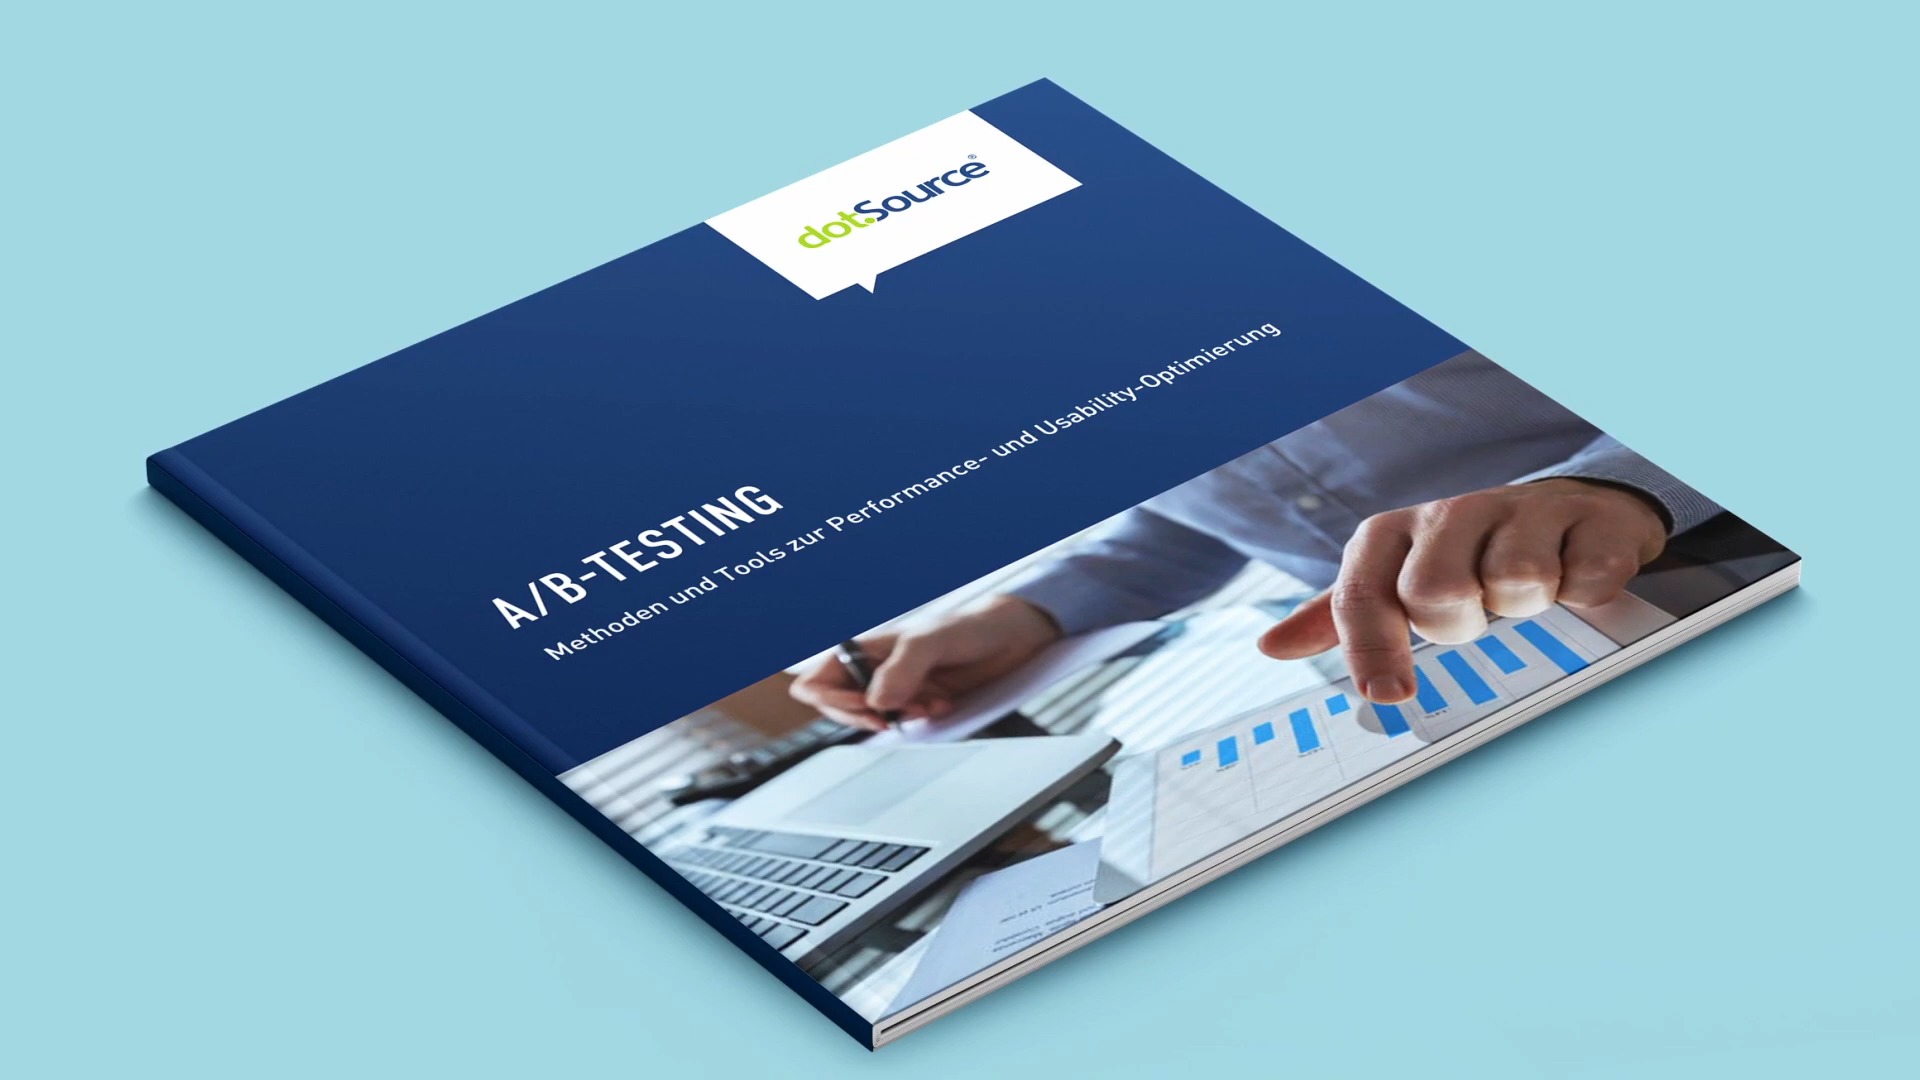 dotSource®
A/B-TESTING
Methoden und Tools zur Performance- und Usability-Optimierung